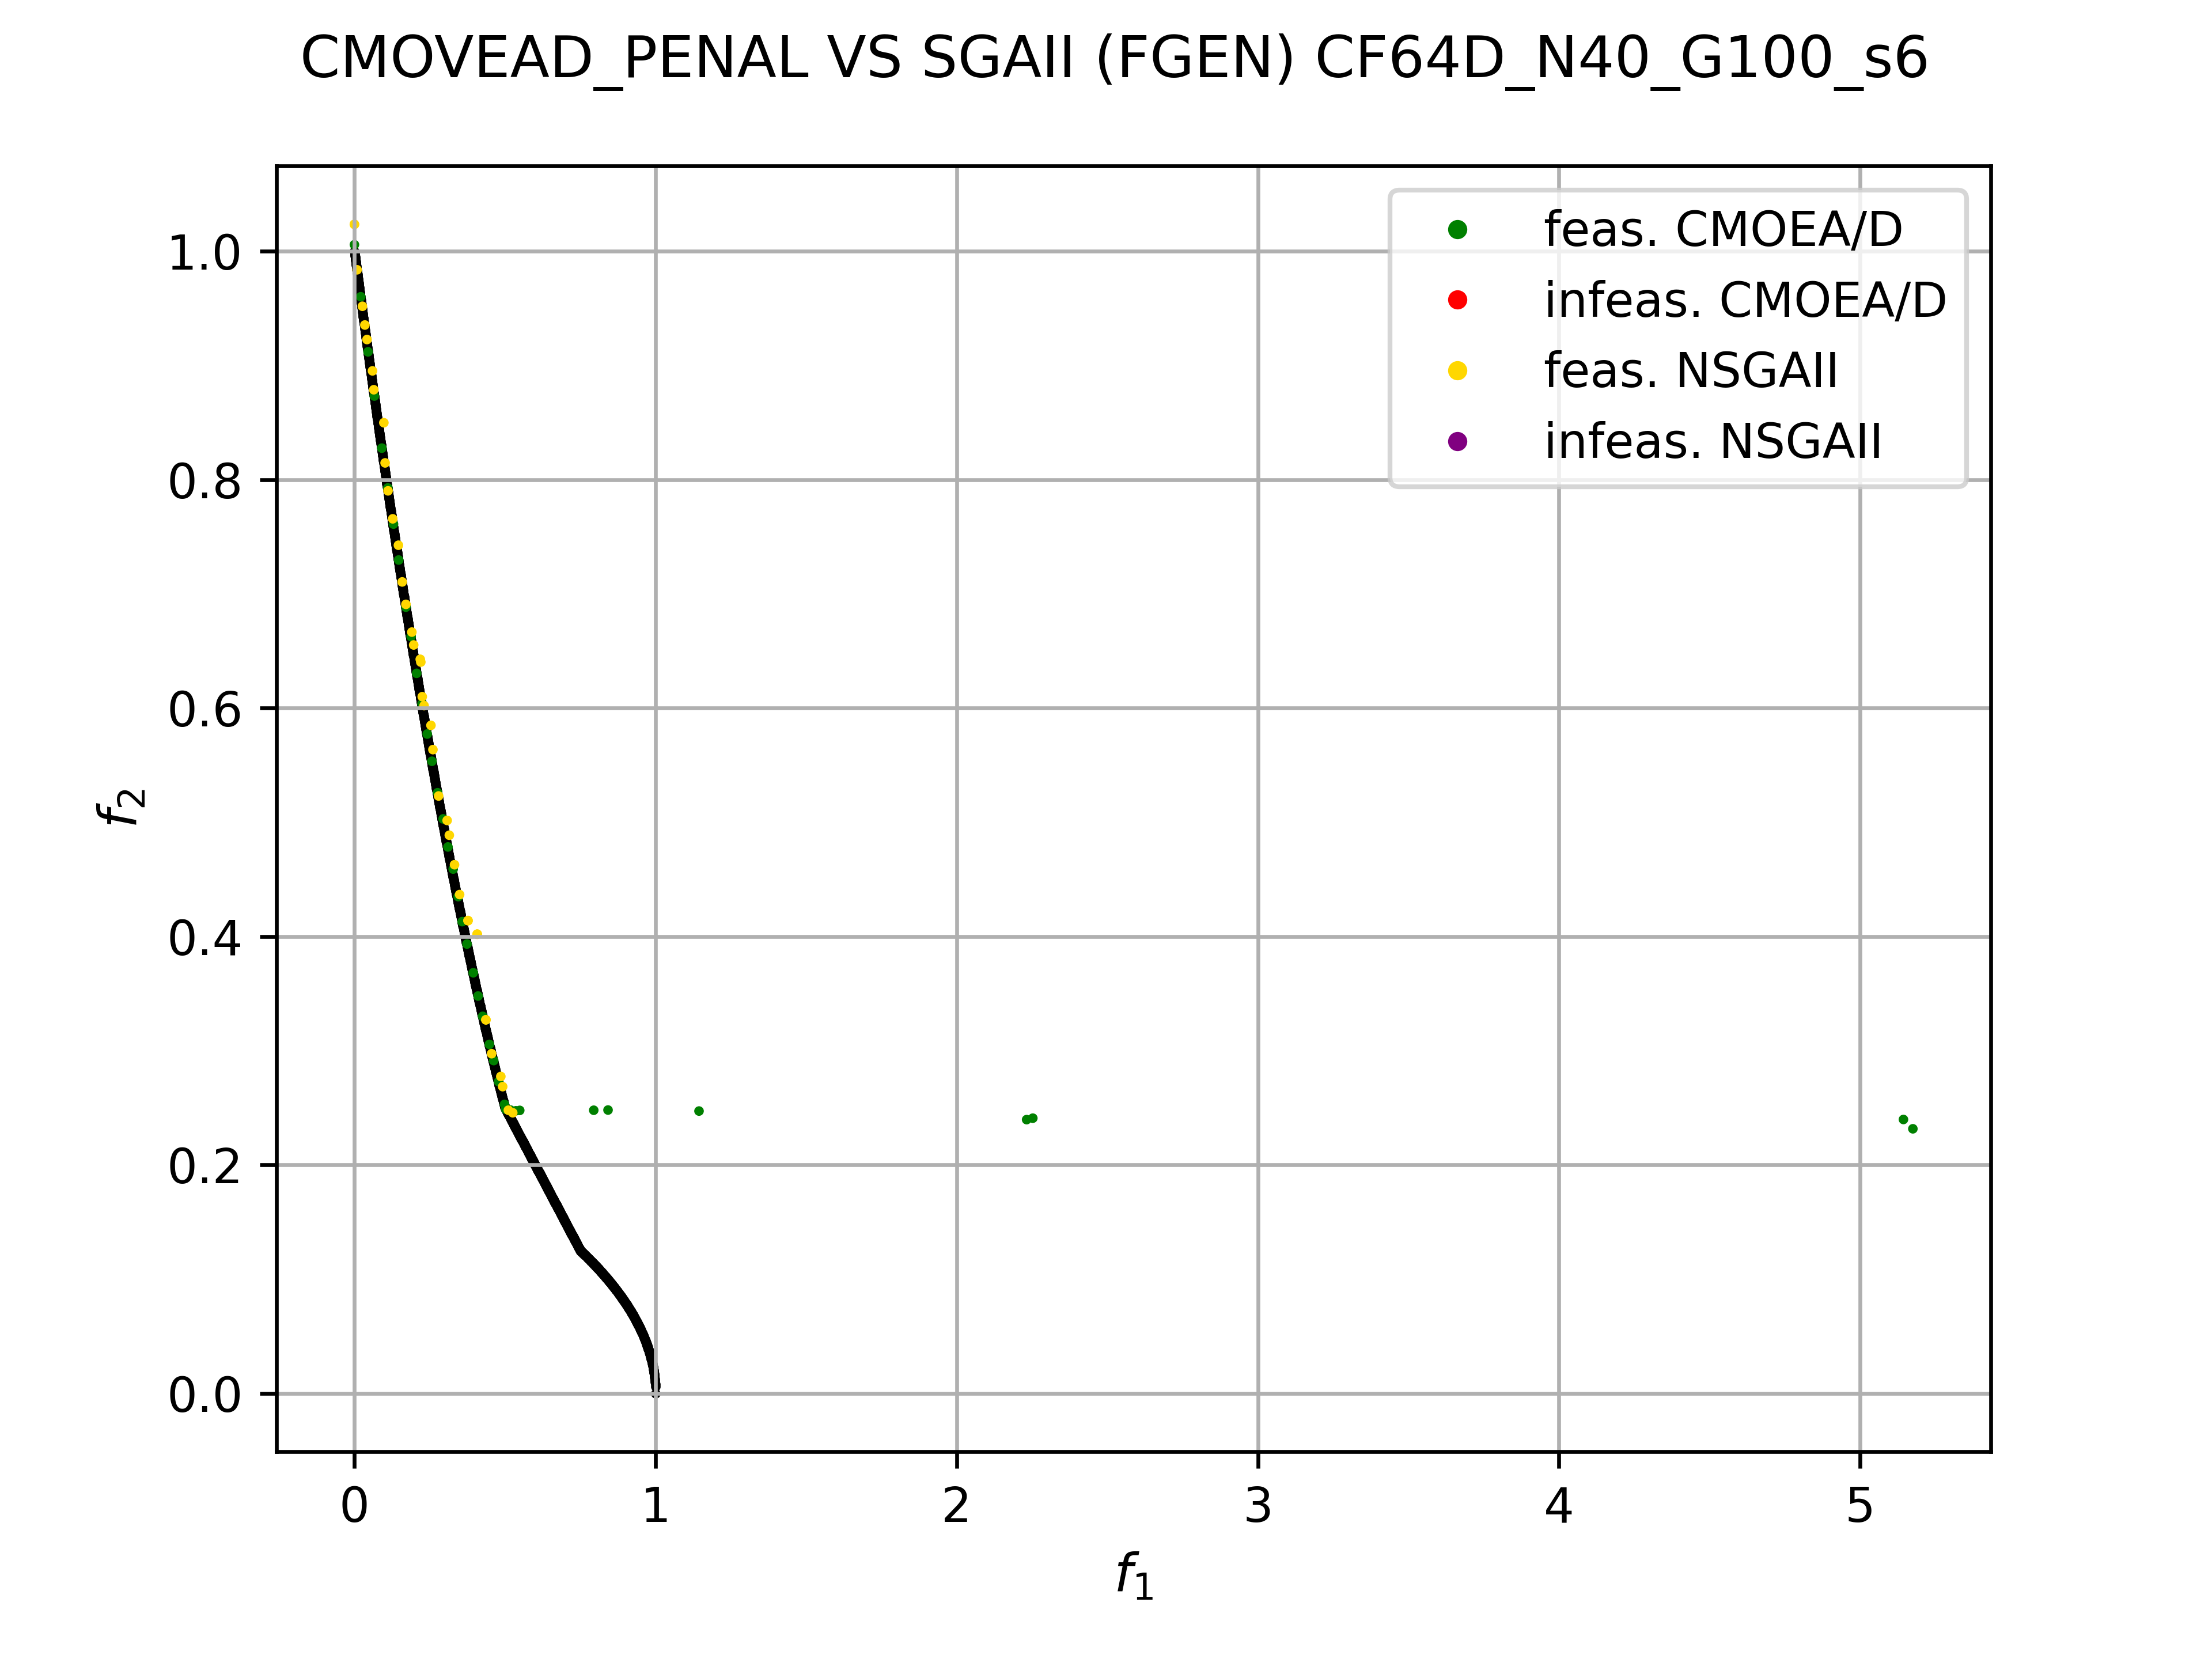 CMOVEAD_PENAL VS SGAII (FGEN) CF64D_N40_G100_s6
feas. CMOEA/D
infeas. CMOEA/D
feas. NSGAII
infeas. NSGAII
1.0
0.8
0.6
0.4
0.2
0.0
f2
0 1 2 3 4 5
f1